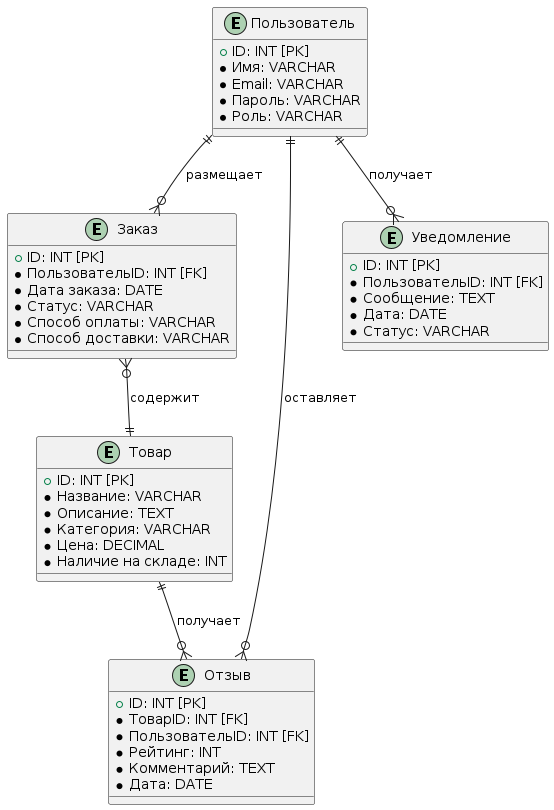 E Пользователь
ID: INT [PK]
Имя: VARCHAR
Email: VARCHAR
Пароль: VARCHAR
Роль: VARCHAR
размещает
получает
E Заказ
ID: INT [PK]
ПользовательID: INT [FK]
Дата заказа: DATE
Статус: VARCHAR
Способ оплаты: VARCHAR
Способ доставки: VARCHAR
E Уведомление
ID: INT [PK]
ПользовательID: INT [FK]
Сообщение: TEXT
Дата: DATE
Статус: VARCHAR
содержит
оставляет
E Товар
ID: INT [PK]
Название: VARCHAR
Описание: TEXT
Категория: VARCHAR
Цена: DECIMAL
Наличие на складе: INT
получает
E Отзыв
ID: INT [PK]
ТоварID: INT [FK]
ПользовательID: INT [FK]
Рейтинг: INT
Комментарий: TEXT
Дата: DATE